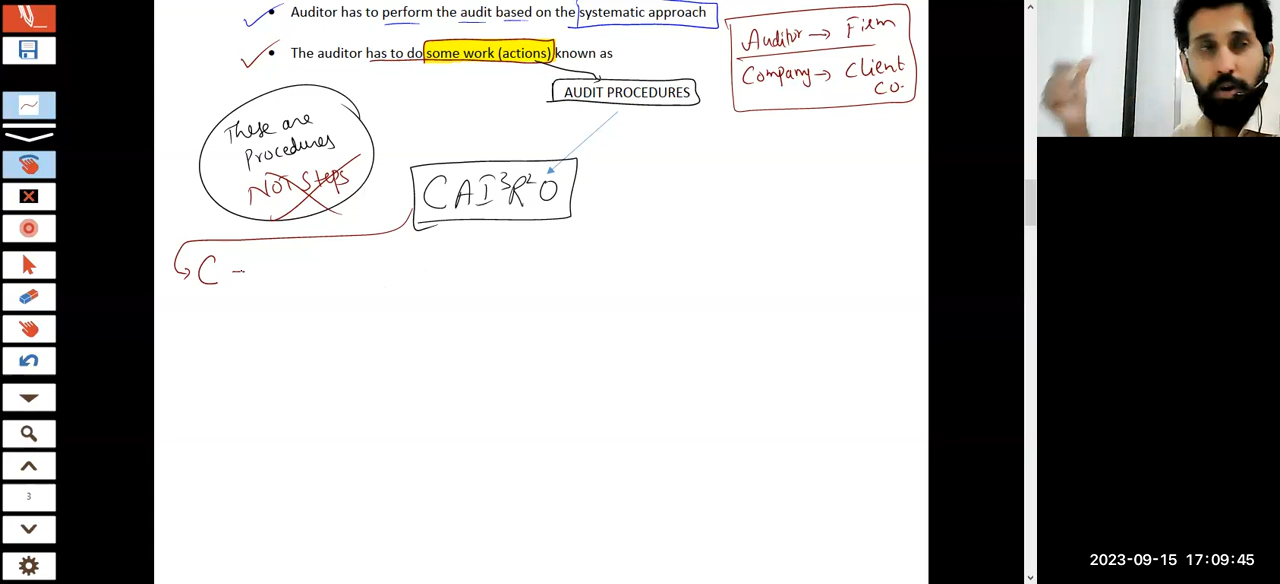 Auditor has to perform the audit based on the systematic approach
The auditor has to do some work (actions) known as
AUDIT PROCEDURES
Auditor → Firm
Company → Client
Co.
These are
Procedures
NOT Steps
CAI³R²O
C -
3
2023-09-15 17:09:45